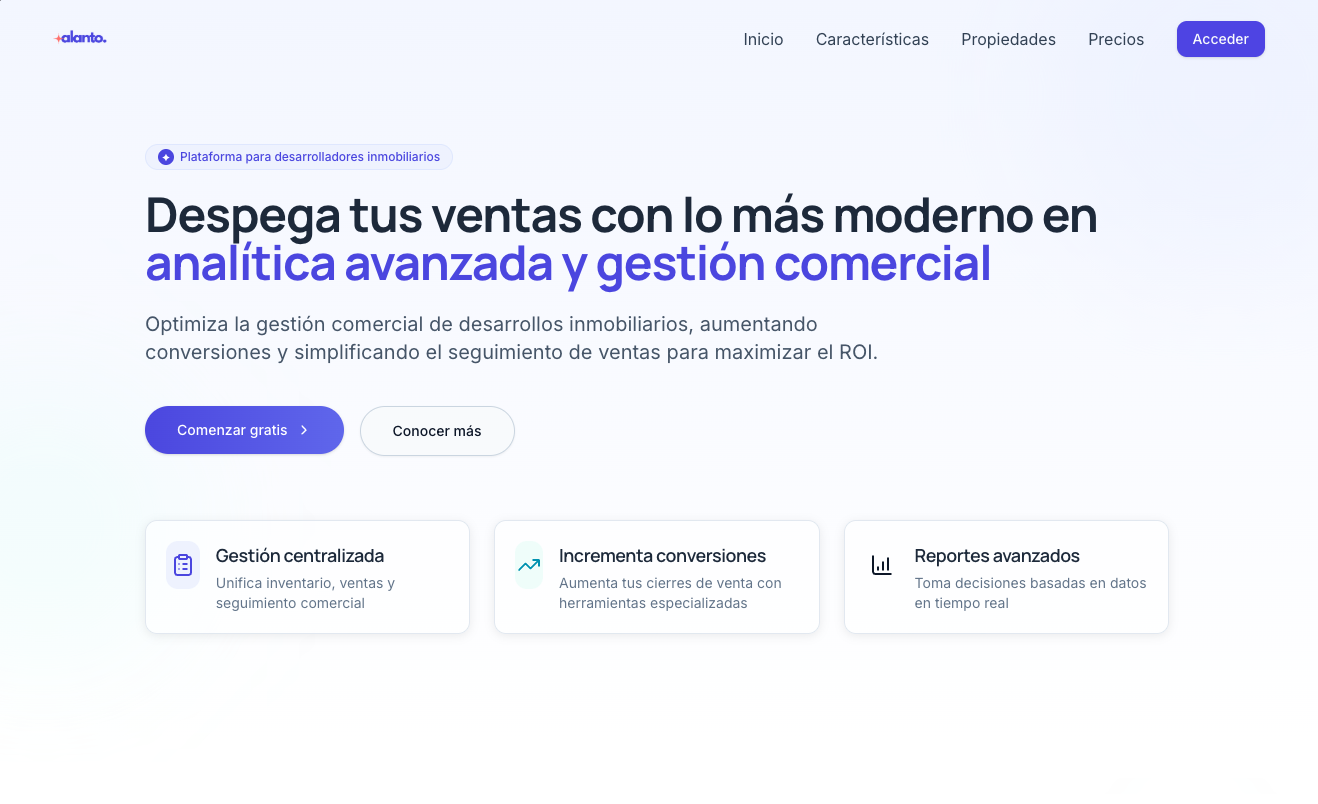 alanto.
Inicio
Características
Propiedades
Precios
Acceder
Plataforma para desarrolladores inmobiliarios
Despega tus ventas con lo más moderno en
analítica avanzada y gestión comercial
Optimiza la gestión comercial de desarrollos inmobiliarios, aumentando
conversiones y simplificando el seguimiento de ventas para maximizar el ROI.
Comenzar gratis
Conocer más
Gestión centralizada
Unifica inventario, ventas y
seguimiento comercial
Incrementa conversiones
Aumenta tus cierres de venta con
herramientas especializadas
Reportes avanzados
Toma decisiones basadas en datos
en tiempo real